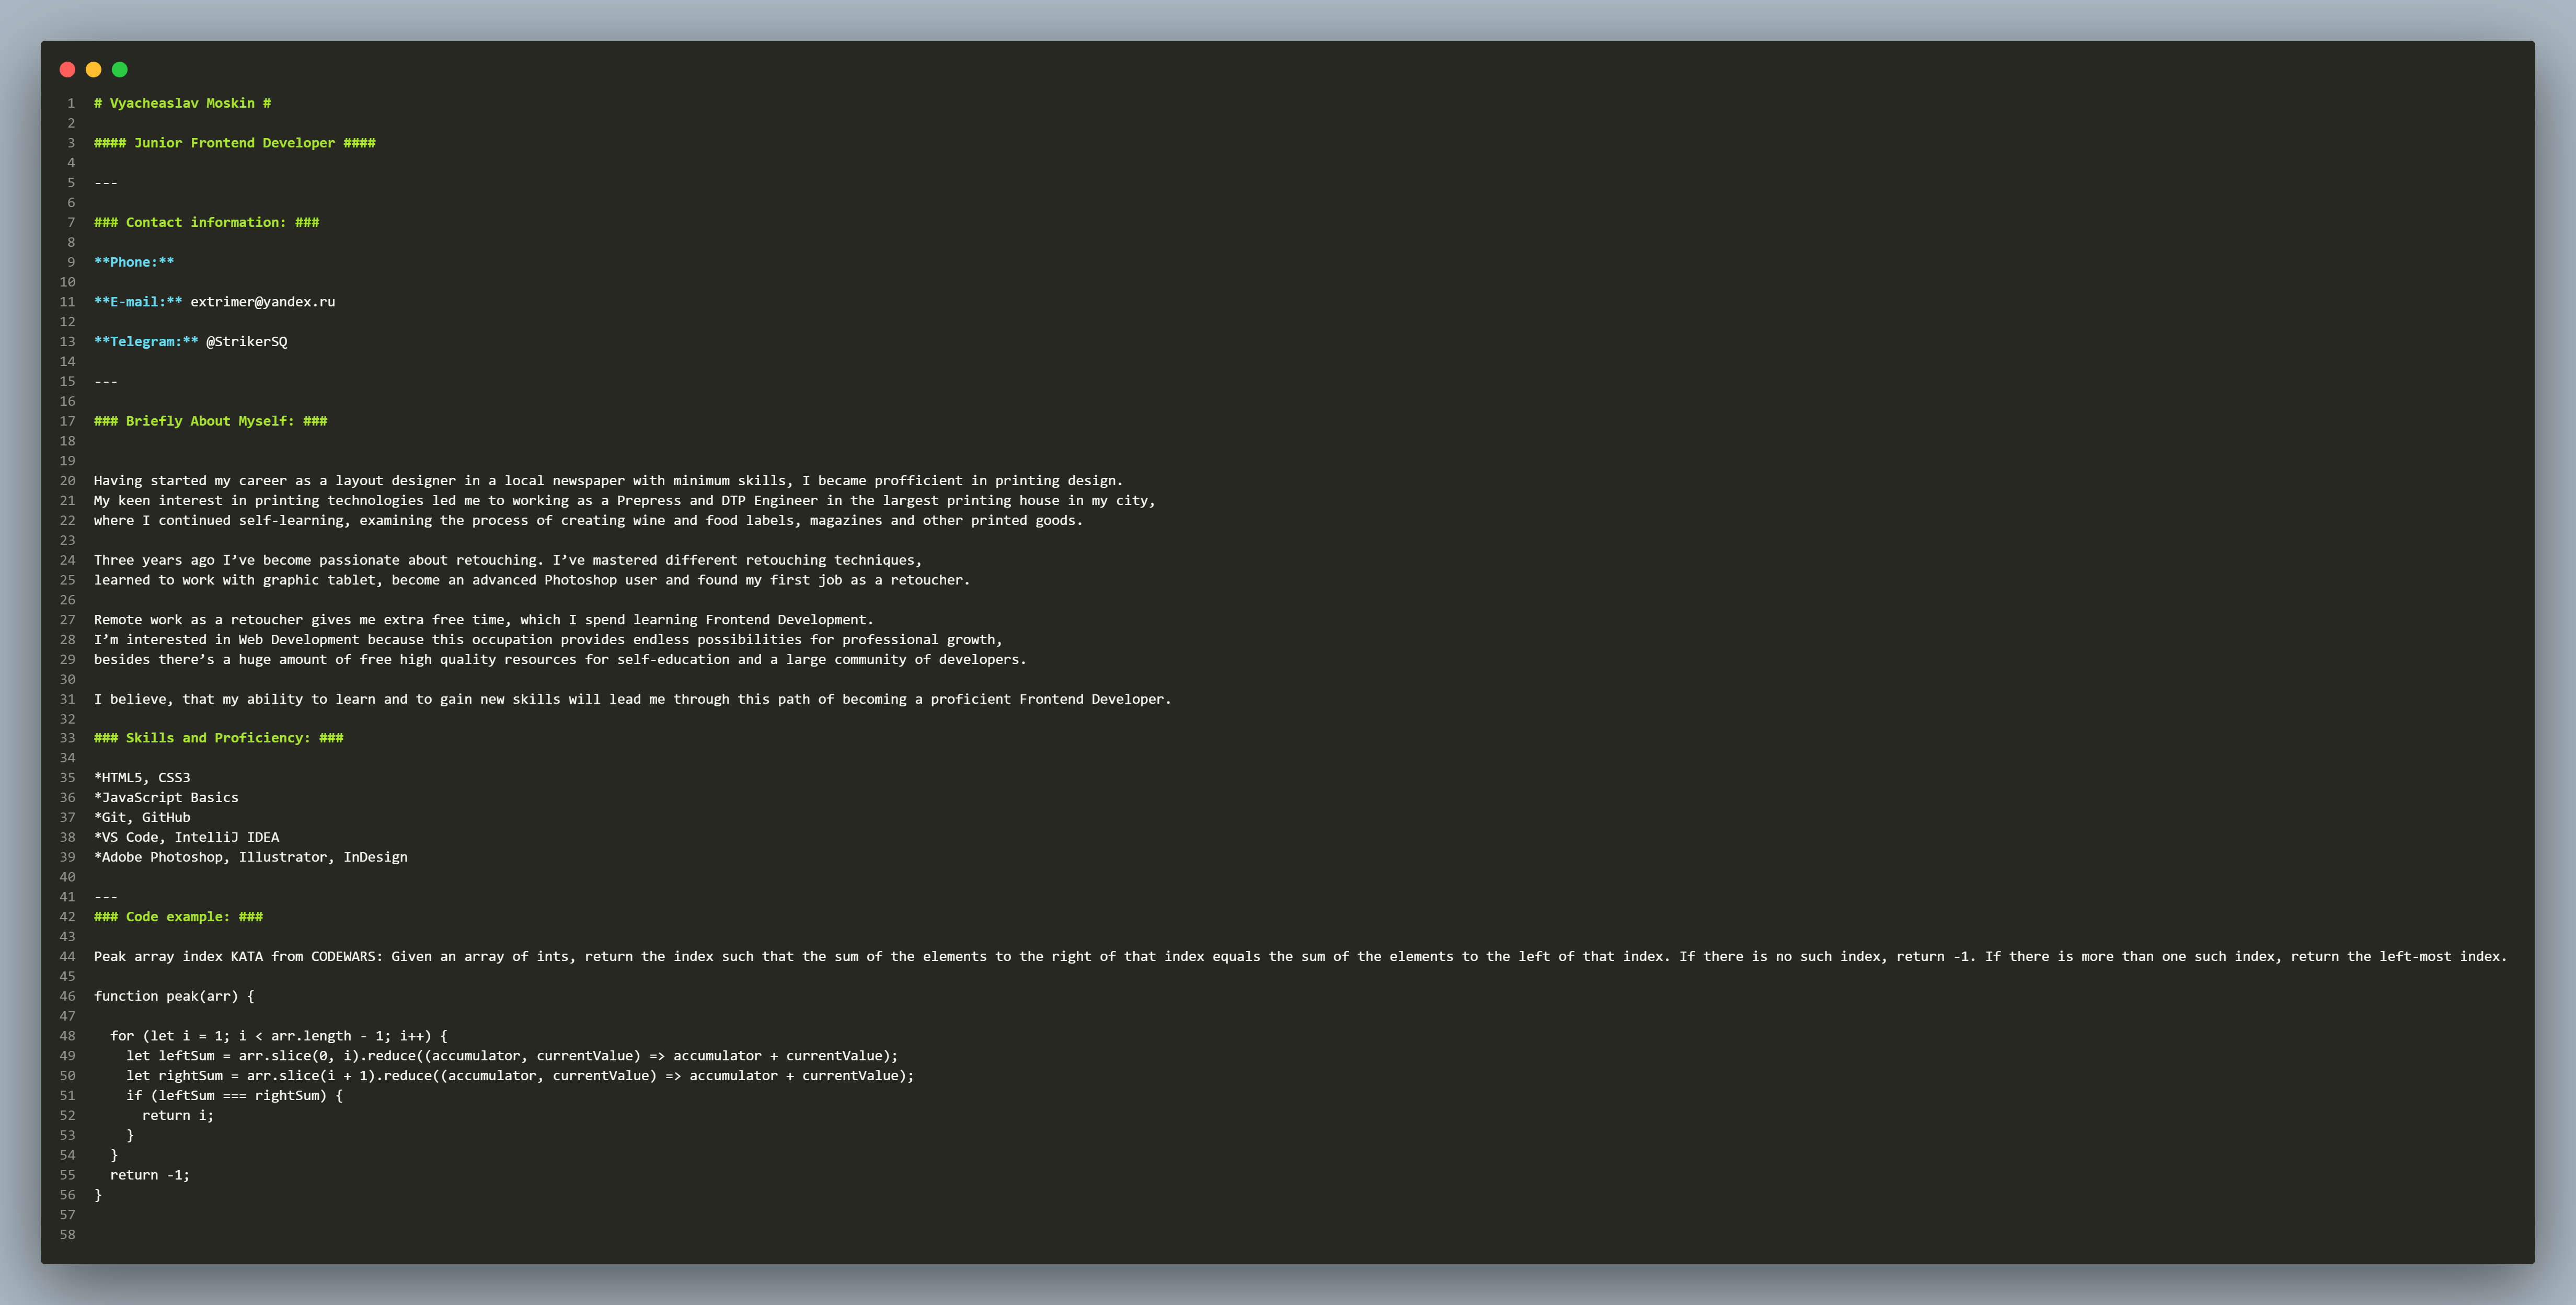 1 # Vyacheaslav Moskin #
2
3 #### Junior Frontend Developer ####
4
5 ---
6
7 ### Contact information: ###
8
9 **Phone:**
10
11 **E-mail:** extrimer@yandex.ru
12
13 **Telegram:** @StrikerSQ
14
15 ---
16
17 ### Briefly About Myself: ###
18
19
20 Having started my career as a layout designer in a local newspaper with minimum skills, I became profficient in printing design.
21 My keen interest in printing technologies led me to working as a Prepress and DTP Engineer in the largest printing house in my city,
22 where I continued self-learning, examining the process of creating wine and food labels, magazines and other printed goods.
23
24 Three years ago I’ve become passionate about retouching. I’ve mastered different retouching techniques,
25 learned to work with graphic tablet, become an advanced Photoshop user and found my first job as a retoucher.
26
27 Remote work as a retoucher gives me extra free time, which I spend learning Frontend Development.
28 I’m interested in Web Development because this occupation provides endless possibilities for professional growth,
29 besides there’s a huge amount of free high quality resources for self-education and a large community of developers.
30
31 I believe, that my ability to learn and to gain new skills will lead me through this path of becoming a proficient Frontend Developer.
32
33 ### Skills and Proficiency: ###
34
35 *HTML5, CSS3
36 *JavaScript Basics
37 *Git, GitHub
38 *VS Code, IntelliJ IDEA
39 *Adobe Photoshop, Illustrator, InDesign
40
41 ---
42 ### Code example: ###
43
44 Peak array index KATA from CODEWARS: Given an array of ints, return the index such that the sum of the elements to the right of that index equals the sum of the elements to the left of that index. If there is no such index, return -1. If there is more than one such index, return the left-most index.
45
46 function peak(arr) {
47
48   for (let i = 1; i < arr.length - 1; i++) {
49     let leftSum = arr.slice(0, i).reduce((accumulator, currentValue) => accumulator + currentValue);
50     let rightSum = arr.slice(i + 1).reduce((accumulator, currentValue) => accumulator + currentValue);
51     if (leftSum === rightSum) {
52       return i;
53     }
54   }
55   return -1;
56 }
57
58